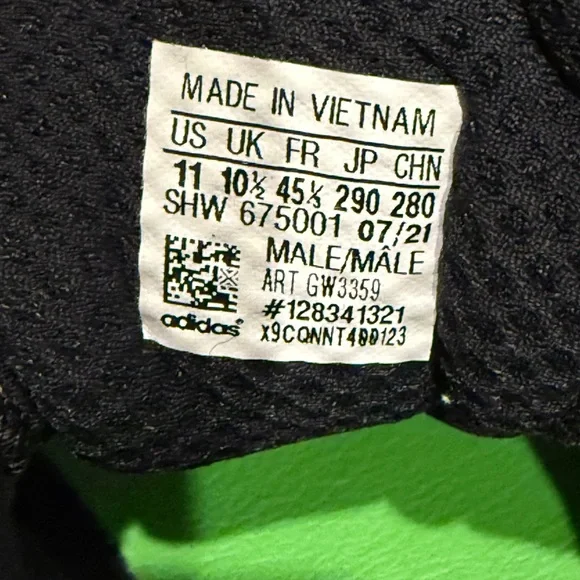 MADE IN VIETNAM
US UK FR JP CHN
11 10½ 45⅓ 290 280
SHW 675001 07/21
MALE/MÂLE
ART GW3359
#128341321
adidas